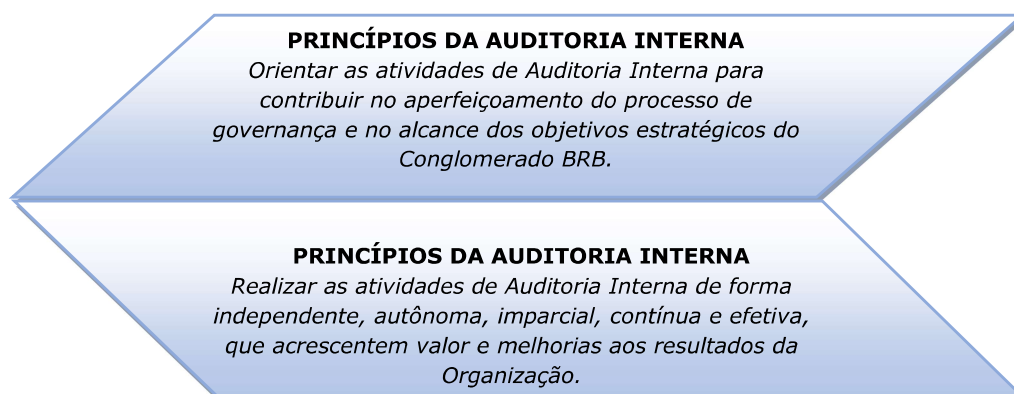 PRINCÍPIOS DA AUDITORIA INTERNA
Orientar as atividades de Auditoria Interna para
contribuir no aperfeiçoamento do processo de
governança e no alcance dos objetivos estratégicos do
Conglomerado BRB.
PRINCÍPIOS DA AUDITORIA INTERNA
Realizar as atividades de Auditoria Interna de forma
independente, autônoma, imparcial, contínua e efetiva,
que acrescentem valor e melhorias aos resultados da
Organização.